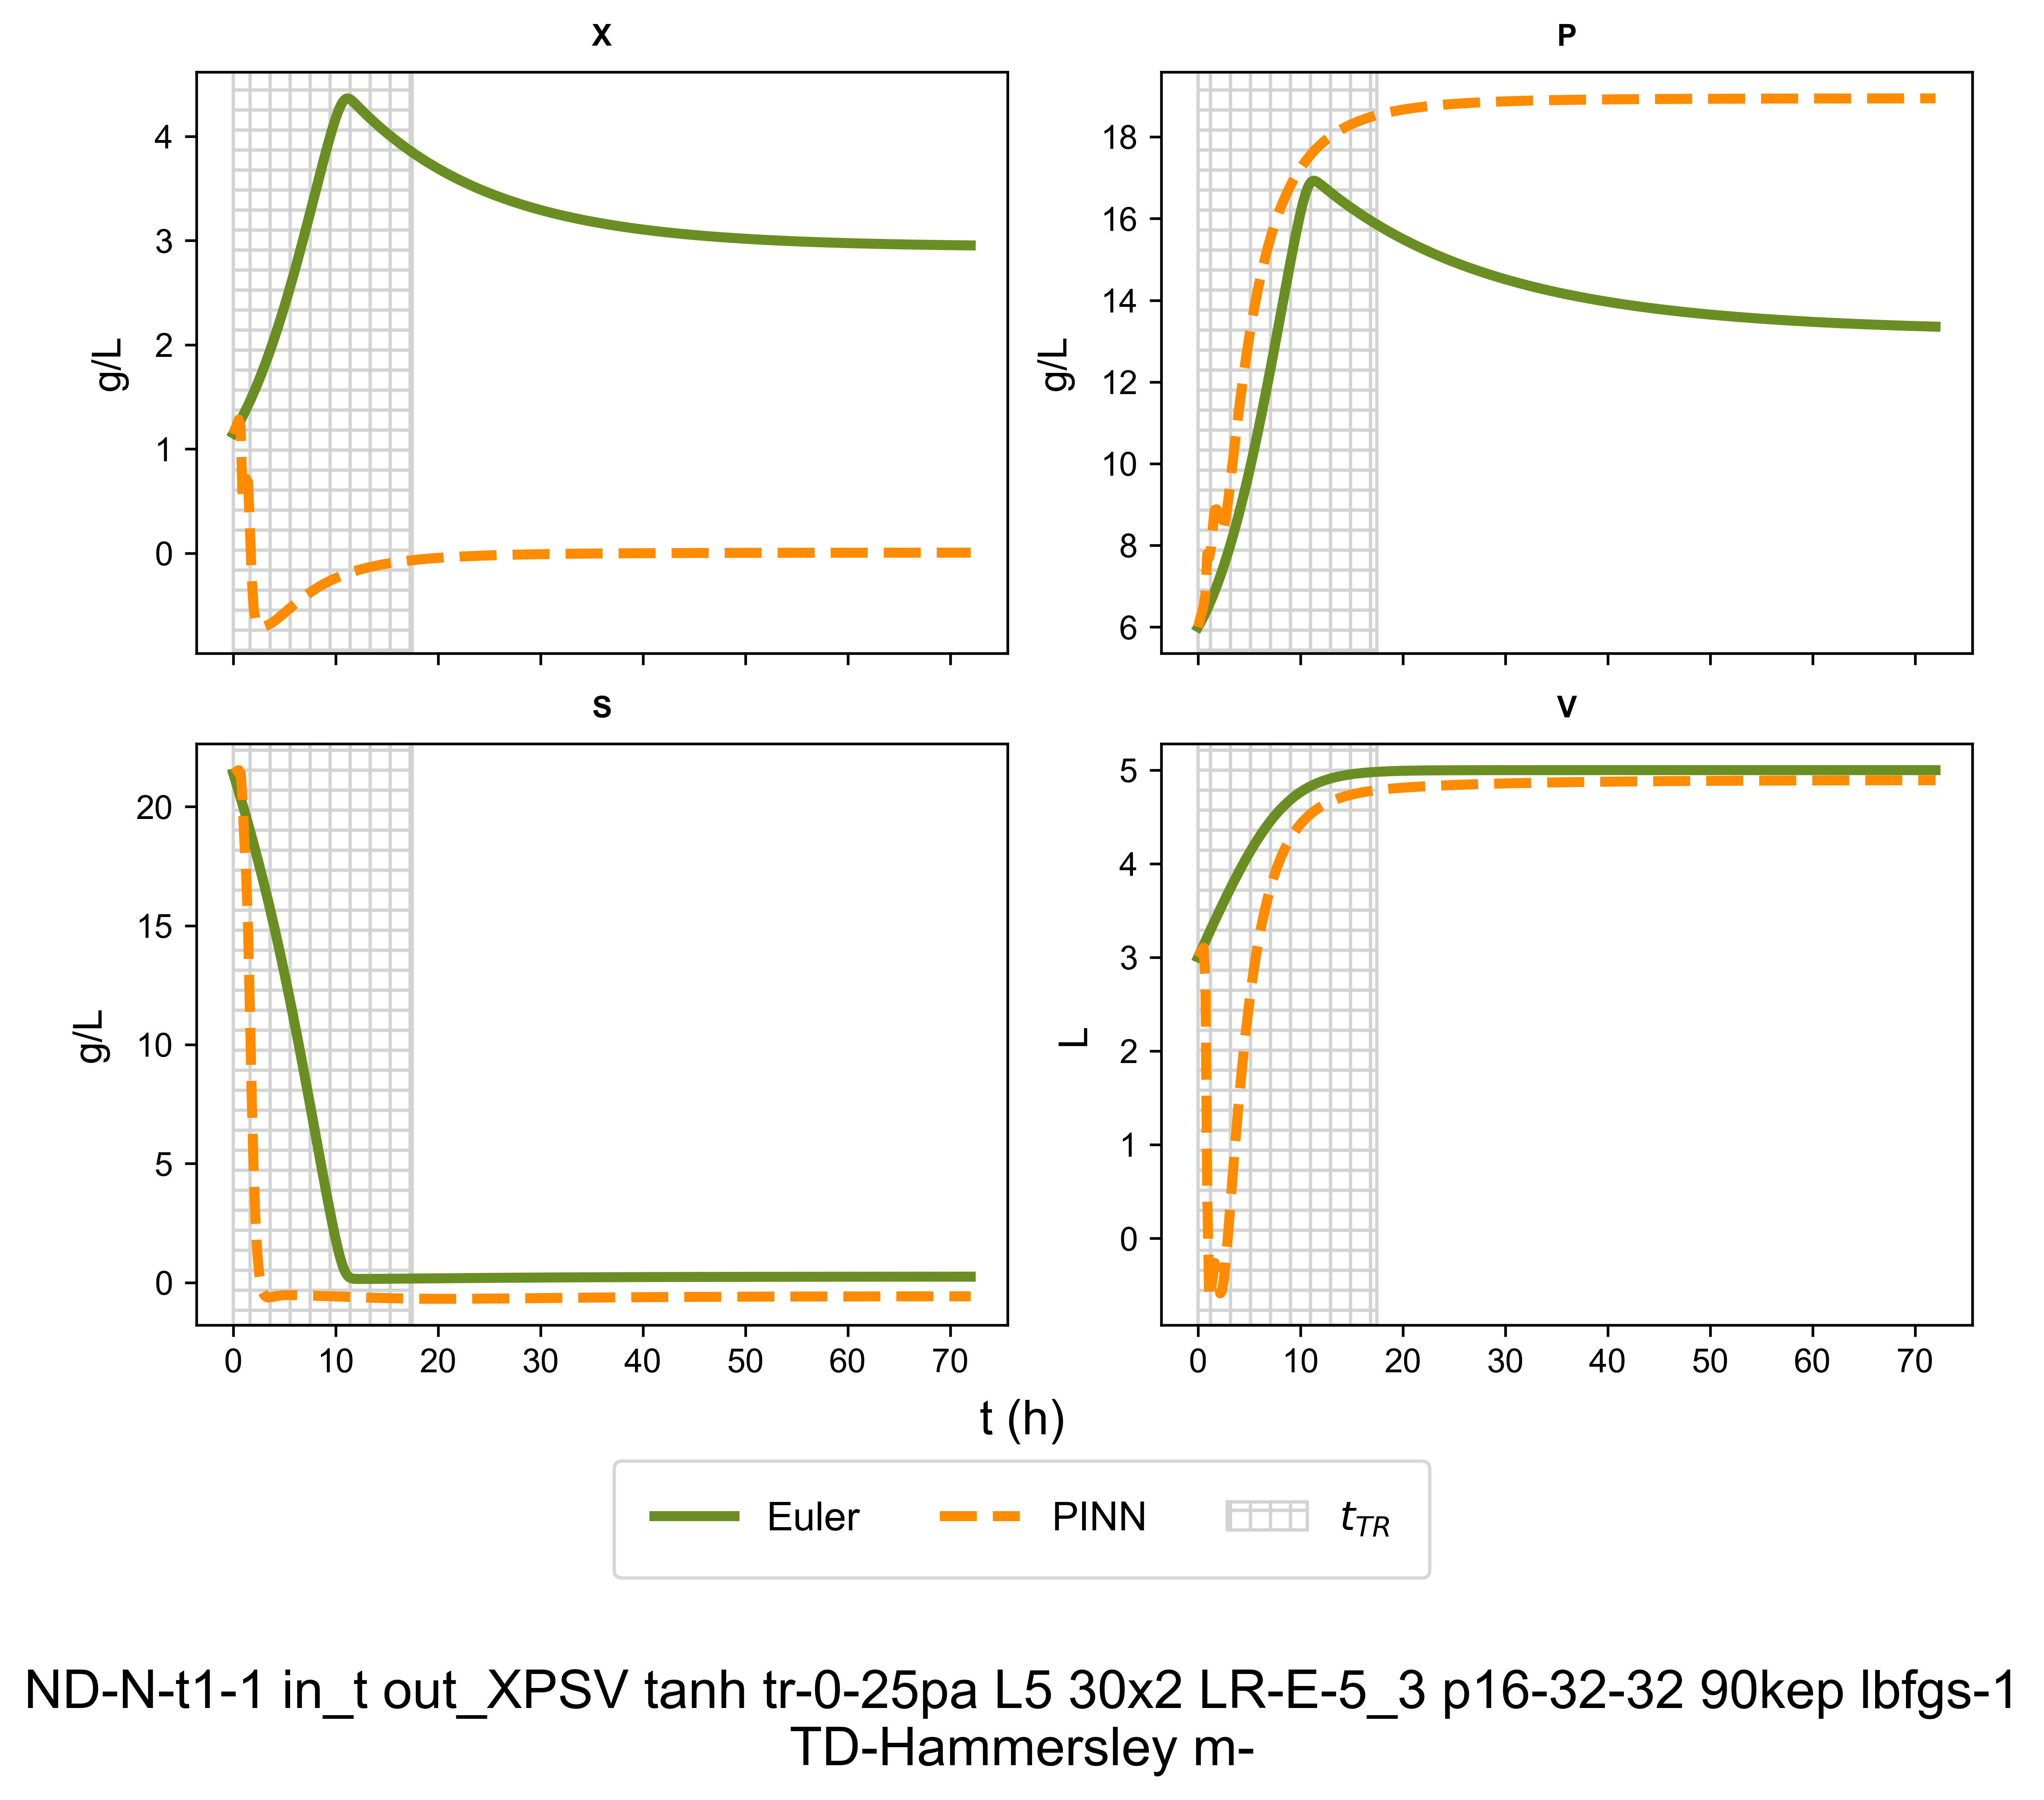 X
P
4
3
2
1
0
g/L
18
16
14
12
10
8
6
g/L
S
V
20
15
10
5
0
g/L
5
4
3
2
1
0
L
0 10 20 30 40 50 60 70
0 10 20 30 40 50 60 70
t (h)
Euler PINN tTR
ND-N-t1-1 in_t out_XPSV tanh tr-0-25pa L5 30x2 LR-E-5_3 p16-32-32 90kep lbfgs-1
TD-Hammersley m-